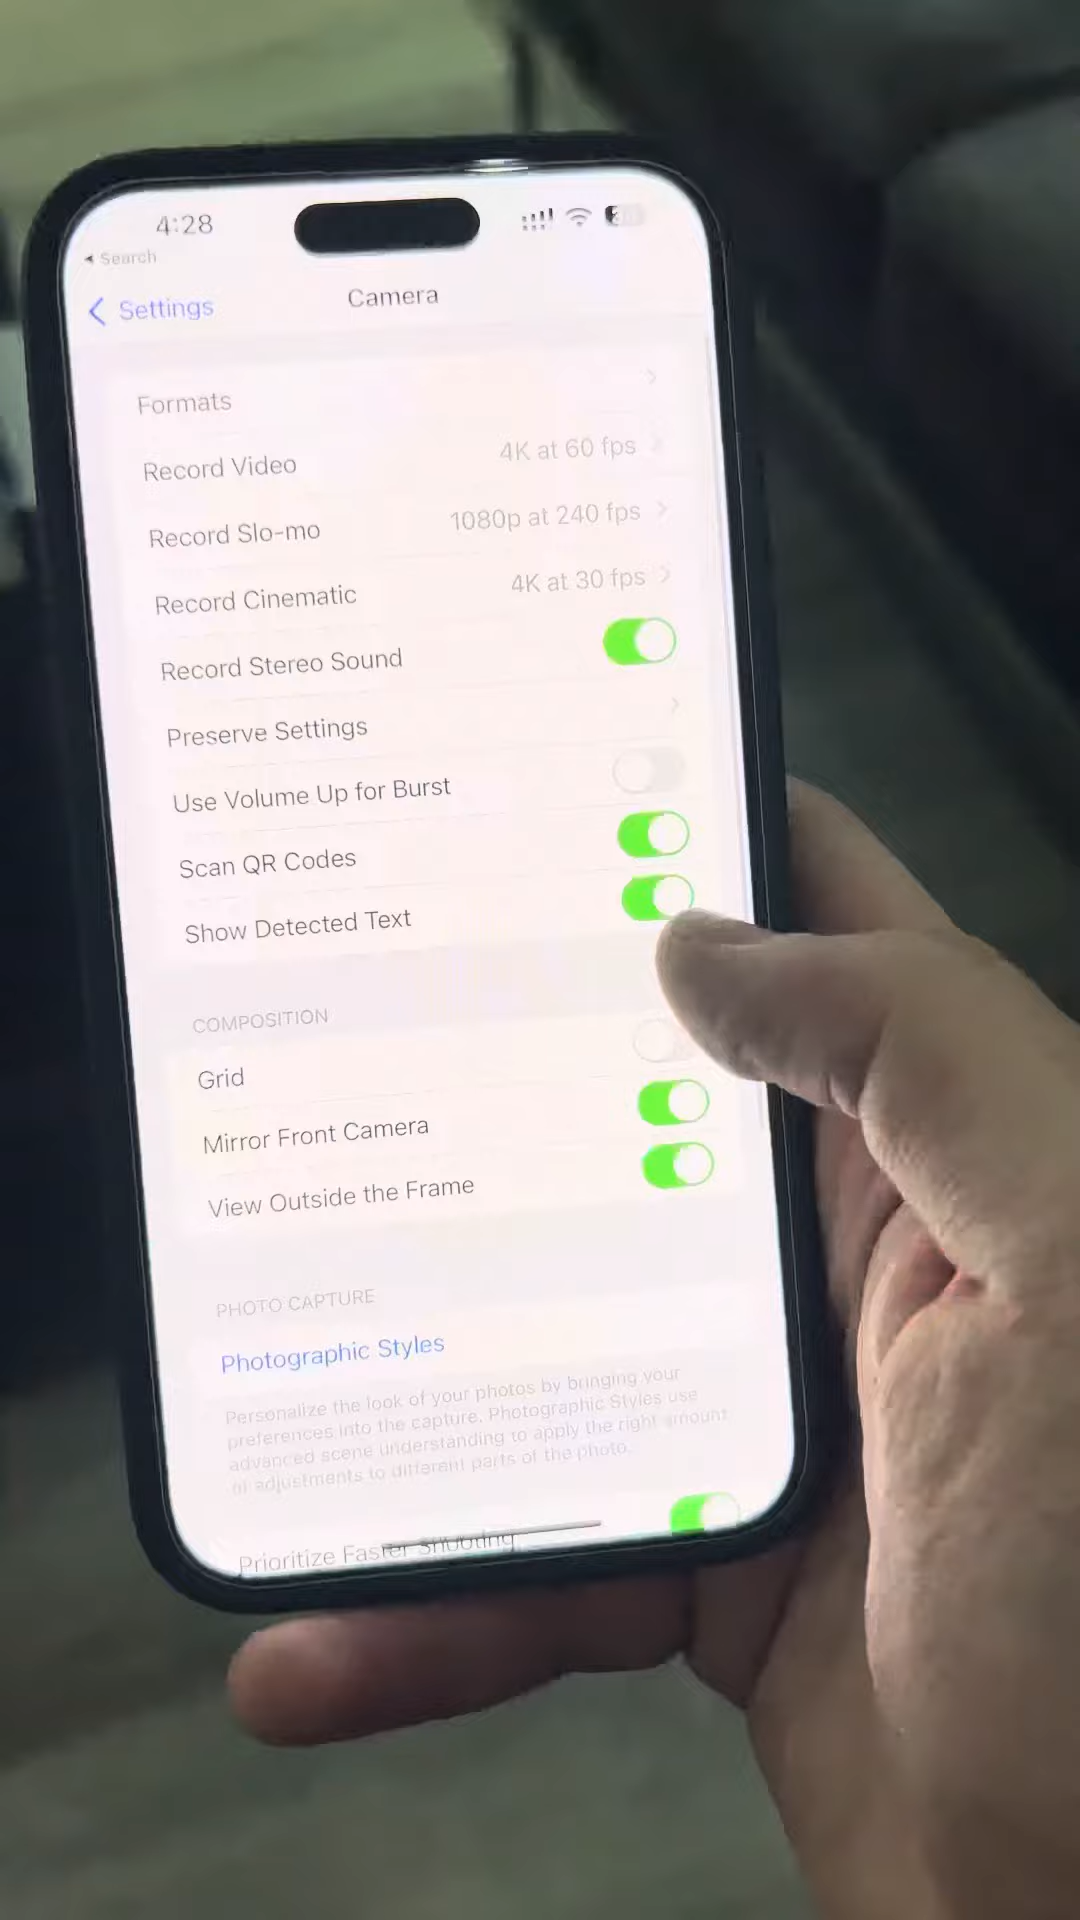 4:28
Search
Settings
Camera
Formats
Record Video 4K at 60 fps
Record Slo-mo 1080p at 240 fps
Record Cinematic 4K at 30 fps
Record Stereo Sound
Preserve Settings
Use Volume Up for Burst
Scan QR Codes
Show Detected Text
COMPOSITION
Grid
Mirror Front Camera
View Outside the Frame
PHOTO CAPTURE
Photographic Styles
Personalize the look of your photos by bringing your
preferences into the capture. Photographic Styles use
advanced scene understanding to apply the right amount
of adjustments to different parts of the photo.
Prioritize Faster Shooting